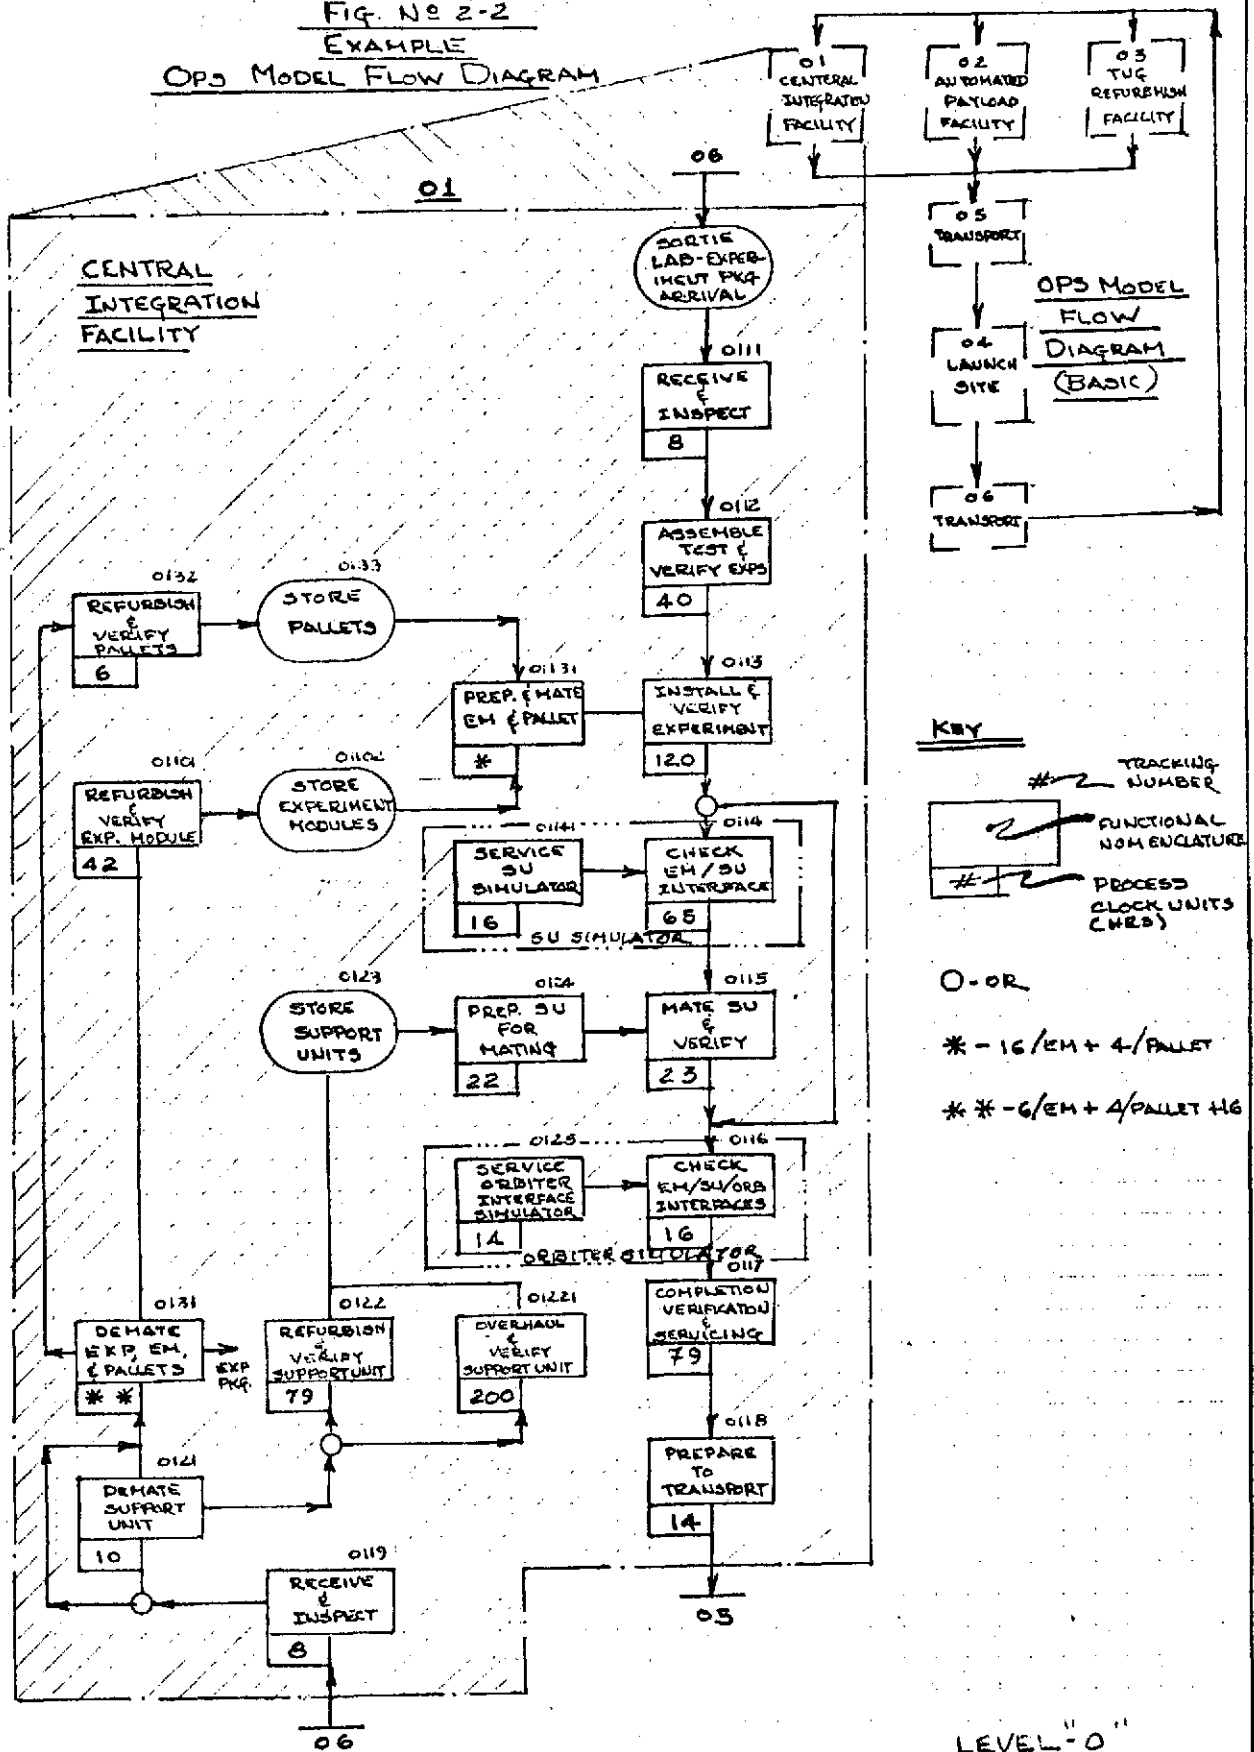 FIG. Nº 2-2
EXAMPLE
OPS MODEL FLOW DIAGRAM
01
CENTERAL
INTEGRATION
FACILITY
02
AUTOMATED
PAYLOAD
FACILITY
03
TUG
REFURBISH
FACILITY
05
TRANSPORT
04
LAUNCH
SITE
06
TRANSPORT
OPS MODEL
FLOW
DIAGRAM
(BASIC)
01
CENTRAL
INTEGRATION
FACILITY
06
SORTIE
LAB-EXPER-
IMENT PKG
ARRIVAL
0111
RECEIVE
&
INSPECT
8
0112
ASSEMBLE
TEST &
VERIFY EXPS
40
0132
REFURBISH
&
VERIFY
PALLETS
6
0133
STORE
PALLETS
01131
PREP. & MATE
EM & PALLET
*
0113
INSTALL &
VERIFY
EXPERIMENT
120
01101
REFURBISH
&
VERIFY
EXP. MODULE
42
01102
STORE
EXPERIMENT
MODULES
01141
SERVICE
SU
SIMULATOR
16
0114
CHECK
EM/SU
INTERFACE
65
SU SIMULATOR
0123
STORE
SUPPORT
UNITS
0124
PREP. SU
FOR
MATING
22
0115
MATE SU
&
VERIFY
23
0125
SERVICE
ORBITER
INTERFACE
SIMULATOR
14
0116
CHECK
EM/SU/ORB
INTERFACES
16
ORBITER SIMULATOR
0117
COMPLETION
VERIFICATION
&
SERVICING
79
0131
DEMATE
EXP, EM,
& PALLETS
* *
EXP
PKG.
0122
REFURBISH
&
VERIFY
SUPPORT UNIT
79
01221
OVERHAUL
&
VERIFY
SUPPORT UNIT
200
0118
PREPARE
TO
TRANSPORT
14
0121
DEMATE
SUPPORT
UNIT
10
0119
RECEIVE
&
INSPECT
8
06
05
KEY
# TRACKING
NUMBER
FUNCTIONAL
NOMENCLATURE
# PROCESS
CLOCK UNITS
(HRS)
O-OR
* - 16/EM + 4/PALLET
* * - 6/EM + 4/PALLET +16
LEVEL "0"